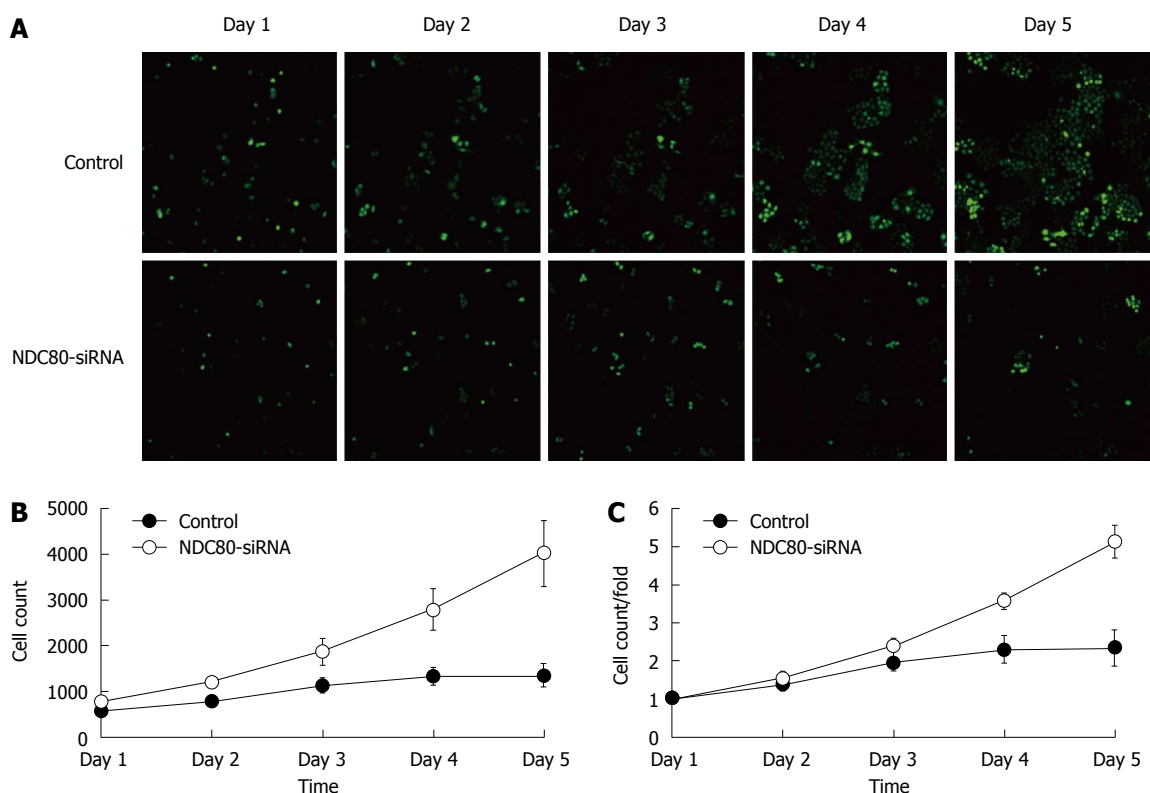 A
Day 1 Day 2 Day 3 Day 4 Day 5
Control
NDC80-siRNA
B
5000
4000
3000
2000
1000
0
Cell count
Control
NDC80-siRNA
Day 1 Day 2 Day 3 Day 4 Day 5
Time
C
6
5
4
3
2
1
0
Cell count/fold
Control
NDC80-siRNA
Day 1 Day 2 Day 3 Day 4 Day 5
Time